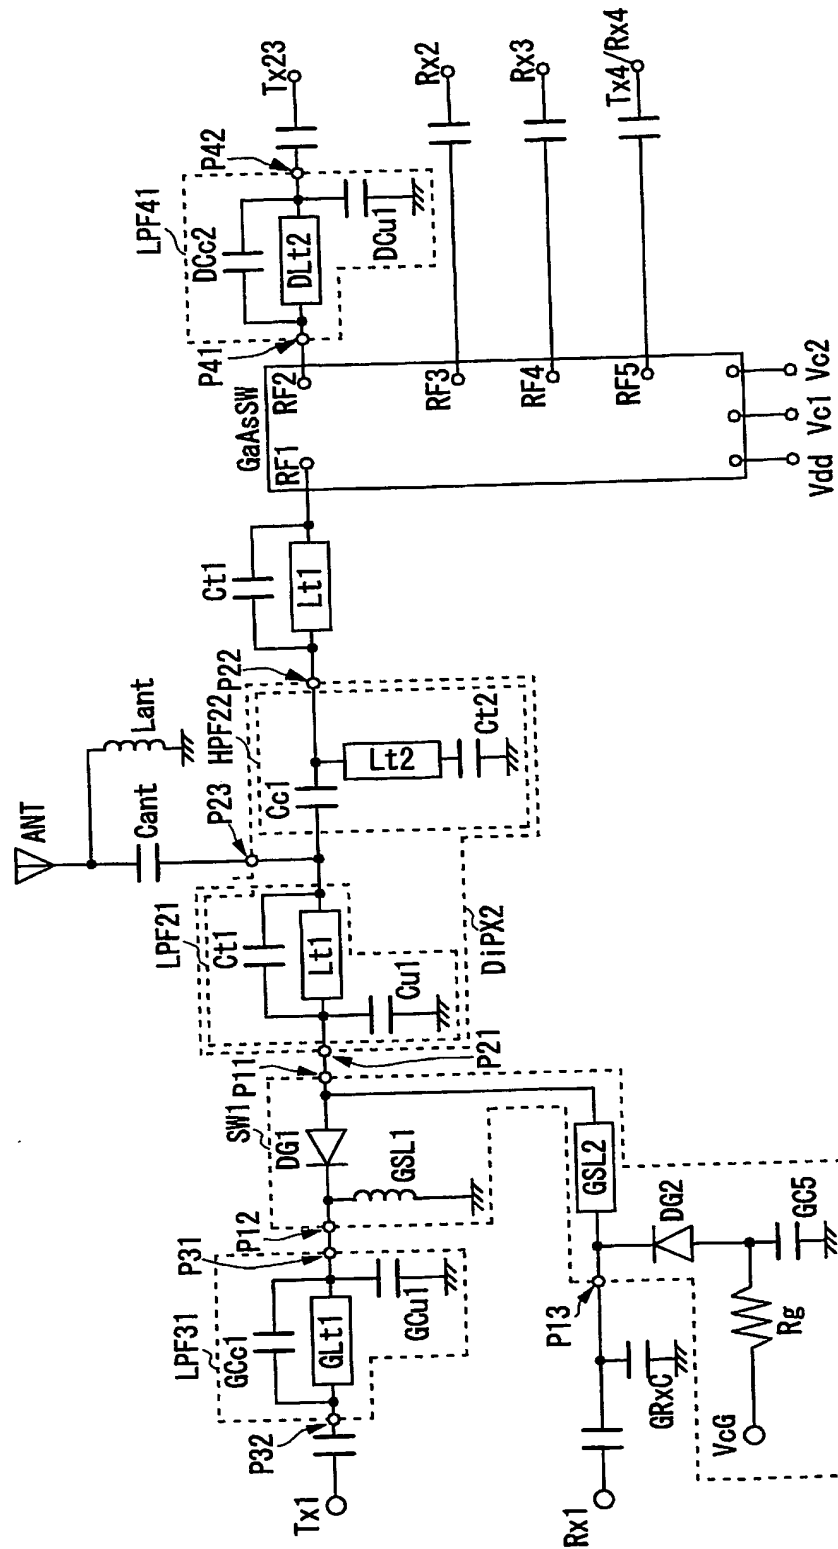 ANT
Lant
Cant
P23
LPF21
Ct1
Lt1
Cu1
DiPX2
HPF22
Cc1
Lt2
Ct2
P22
Ct1
Lt1
GaAsSW
RF1
RF2
RF3
RF4
RF5
Vdd
Vc1
Vc2
P41
LPF41
DCc2
DLt2
DCu1
P42
Tx23
Rx2
Rx3
Tx4/Rx4
P21
P11
SW1
DG1
GSL1
P12
P31
LPF31
GCc1
GLt1
GCu1
P32
Tx1
GSL2
DG2
GC5
P13
Rg
GRxC
VcG
Rx1